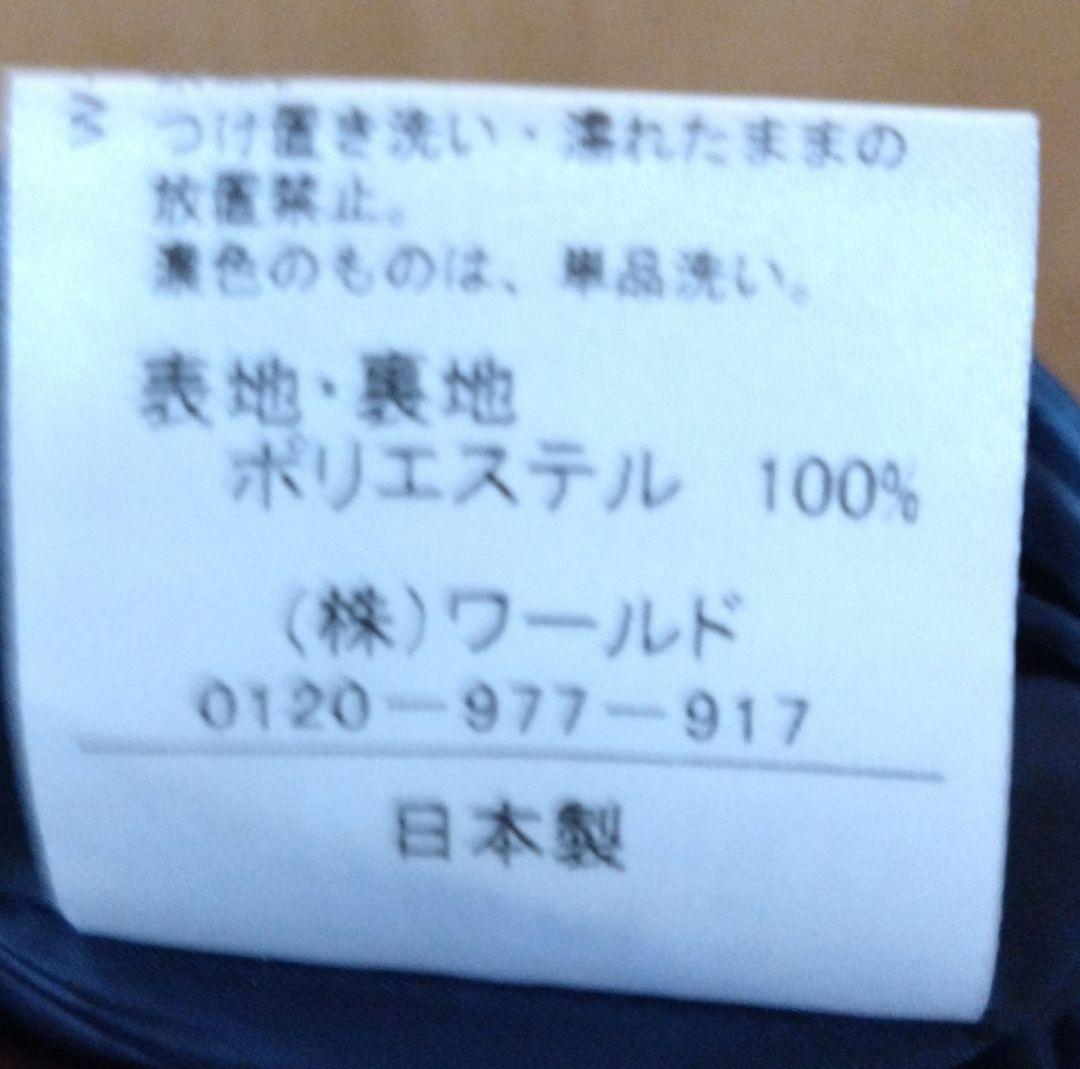 つけ置き洗い・濡れたままの
放置禁止。
濃色のものは、単品洗い。
表地・裏地
ポリエステル 100%
(株)ワールド
0120-977-917
日本製